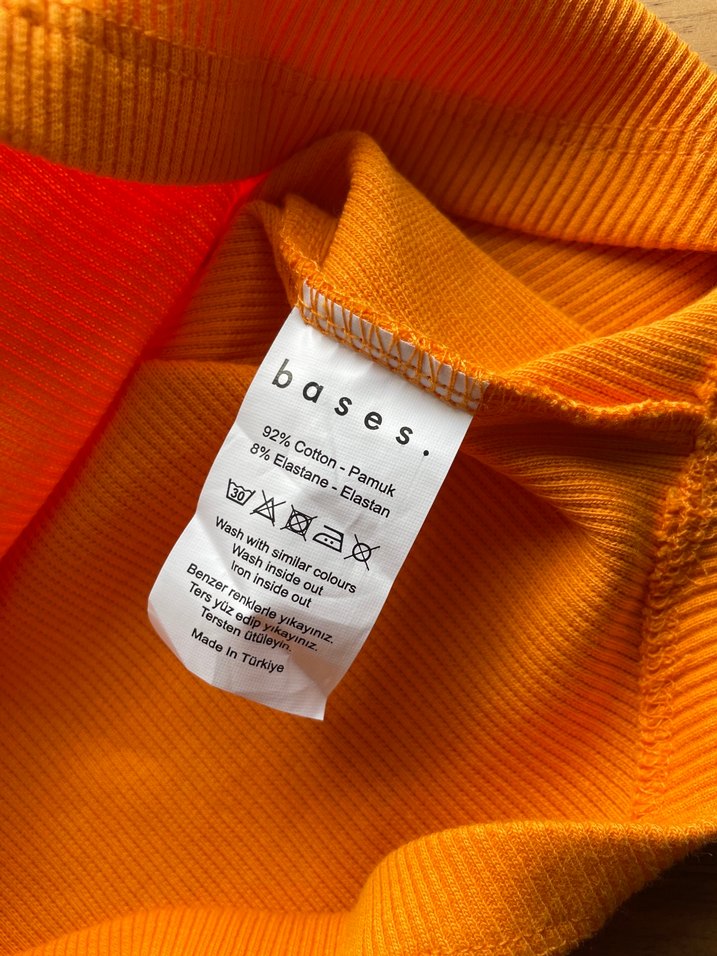 bases.
92% Cotton - Pamuk
8% Elastane - Elastan
30
Wash with similar colours
Wash inside out
Iron inside out
Benzer renklerle yıkayınız.
Ters yüz edip yıkayınız.
Tersten ütüleyin.
Made In Türkiye